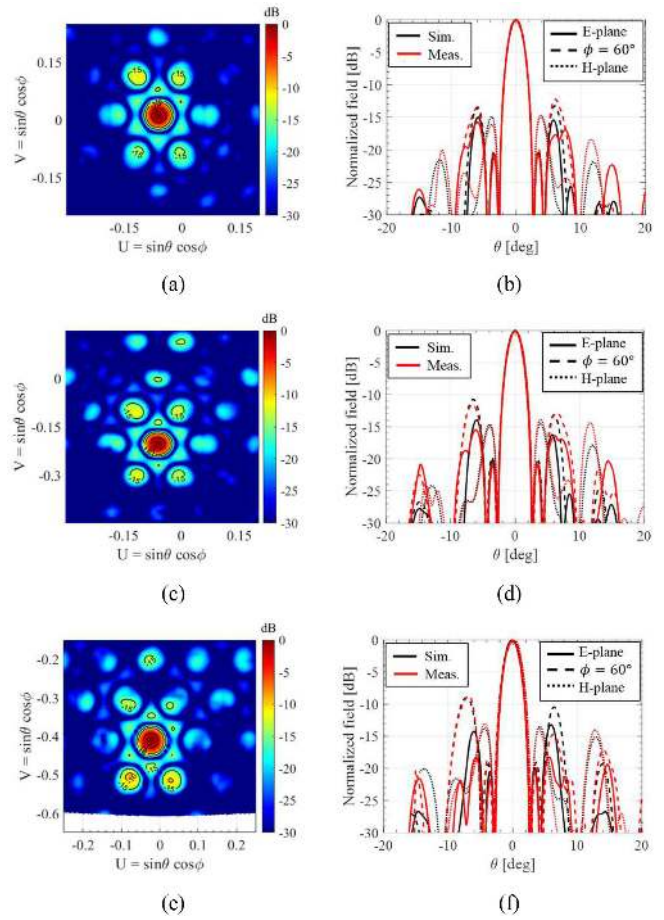 dB
0
-5
-10
-15
-20
-25
-30
0.15
0
-0.15
V = sinθ cosϕ
-0.15 0 0.15 0.20
U = sinθ cosϕ
(a)
Normalized field [dB]
0
-5
-10
-15
-20
-25
-30
Sim.
Meas.
E-plane
ϕ = 60°
H-plane
-20 -10 0 10 20
θ [deg]
(b)
dB
0
-5
-10
-15
-20
-25
-30
0
-0.15
-0.3
V = sinθ cosϕ
-0.15 0 0.15 0.20
U = sinθ cosϕ
(c)
Normalized field [dB]
0
-5
-10
-15
-20
-25
-30
Sim.
Meas.
E-plane
ϕ = 60°
H-plane
-20 -10 0 10 20
θ [deg]
(d)
dB
0
-5
-10
-15
-20
-25
-30
-0.2
-0.3
-0.4
-0.5
-0.6
V = sinθ cosϕ
-0.2 -0.1 0 0.1 0.2
U = sinθ cosϕ
(e)
Normalized field [dB]
0
-5
-10
-15
-20
-25
-30
Sim.
Meas.
E-plane
ϕ = 60°
H-plane
-20 -10 0 10 20
θ [deg]
(f)